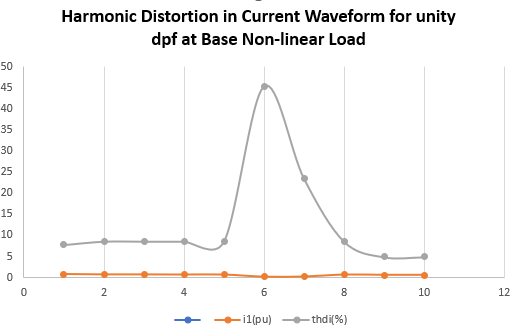 Harmonic Distortion in Current Waveform for unity
dpf at Base Non-linear Load
50
45
40
35
30
25
20
15
10
5
0
0 2 4 6 8 10 12
i1(pu) thdi(%)